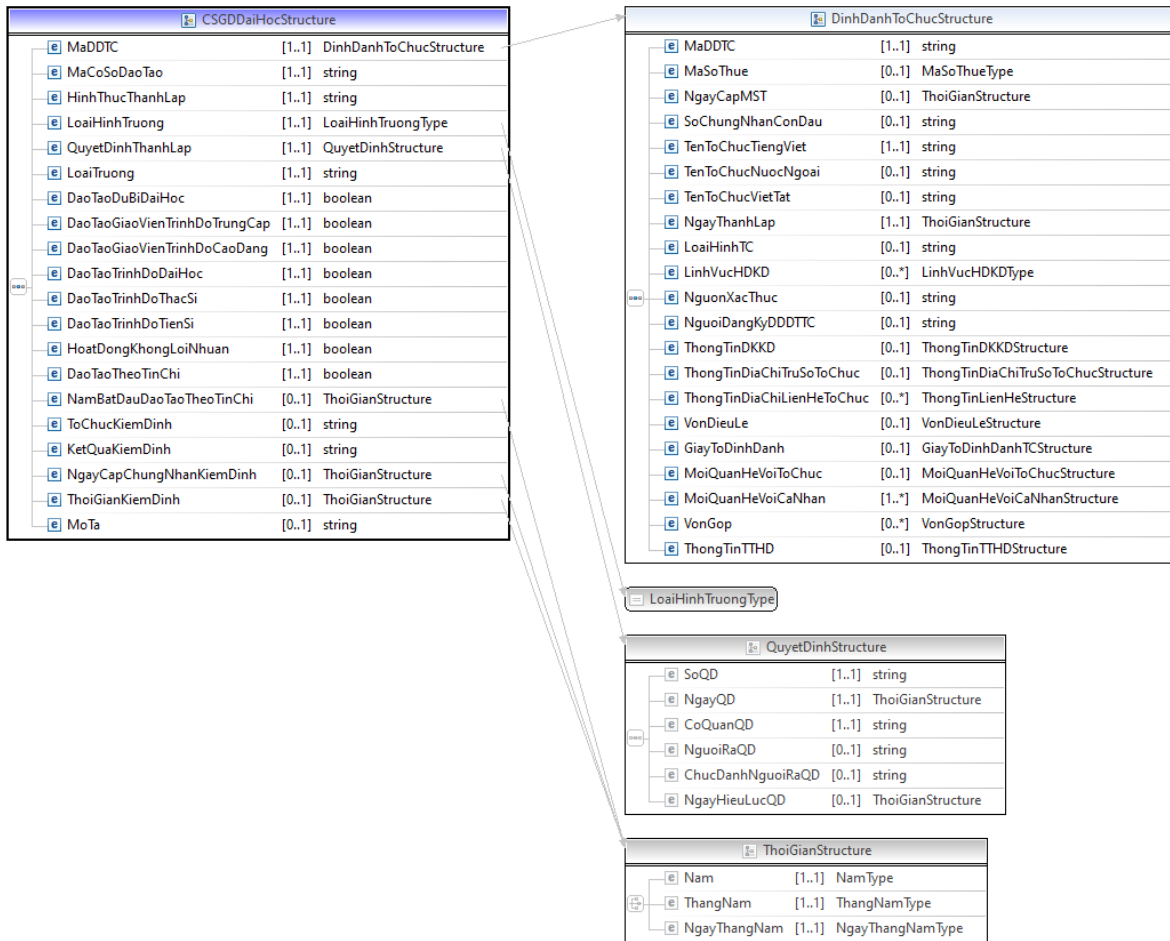 CSGDDaiHocStructure
MaDDTC [1..1] DinhDanhToChucStructure
MaCoSoDaoTao [1..1] string
HinhThucThanhLap [1..1] string
LoaiHinhTruong [1..1] LoaiHinhTruongType
QuyetDinhThanhLap [1..1] QuyetDinhStructure
LoaiTruong [1..1] string
DaoTaoDuBiDaiHoc [1..1] boolean
DaoTaoGiaoVienTrinhDoTrungCap [1..1] boolean
DaoTaoGiaoVienTrinhDoCaoDang [1..1] boolean
DaoTaoTrinhDoDaiHoc [1..1] boolean
DaoTaoTrinhDoThacSi [1..1] boolean
DaoTaoTrinhDoTienSi [1..1] boolean
HoatDongKhongLoiNhuan [1..1] boolean
DaoTaoTheoTinChi [1..1] boolean
NamBatDauDaoTaoTheoTinChi [0..1] ThoiGianStructure
ToChucKiemDinh [0..1] string
KetQuaKiemDinh [0..1] string
NgayCapChungNhanKiemDinh [0..1] ThoiGianStructure
ThoiGianKiemDinh [0..1] ThoiGianStructure
MoTa [0..1] string
DinhDanhToChucStructure
MaDDTC [1..1] string
MaSoThue [0..1] MaSoThueType
NgayCapMST [0..1] ThoiGianStructure
SoChungNhanConDau [0..1] string
TenToChucTiengViet [1..1] string
TenToChucNuocNgoai [0..1] string
TenToChucVietTat [0..1] string
NgayThanhLap [1..1] ThoiGianStructure
LoaiHinhTC [0..1] string
LinhVucHDKD [0..*] LinhVucHDKDType
NguonXacThuc [0..1] string
NguoiDangKyDDDTTC [0..1] string
ThongTinDKKD [0..1] ThongTinDKKDStructure
ThongTinDiaChiTruSoToChuc [0..1] ThongTinDiaChiTruSoToChucStructure
ThongTinDiaChiLienHeToChuc [0..*] ThongTinLienHeStructure
VonDieuLe [0..1] VonDieuLeStructure
GiayToDinhDanh [0..1] GiayToDinhDanhTCStructure
MoiQuanHeVoiToChuc [0..1] MoiQuanHeVoiToChucStructure
MoiQuanHeVoiCaNhan [1..*] MoiQuanHeVoiCaNhanStructure
VonGop [0..*] VonGopStructure
ThongTinTTHD [0..1] ThongTinTTHDStructure
LoaiHinhTruongType
QuyetDinhStructure
SoQD [1..1] string
NgayQD [1..1] ThoiGianStructure
CoQuanQD [1..1] string
NguoiRaQD [0..1] string
ChucDanhNguoiRaQD [0..1] string
NgayHieuLucQD [0..1] ThoiGianStructure
ThoiGianStructure
Nam [1..1] NamType
ThangNam [1..1] ThangNamType
NgayThangNam [1..1] NgayThangNamType